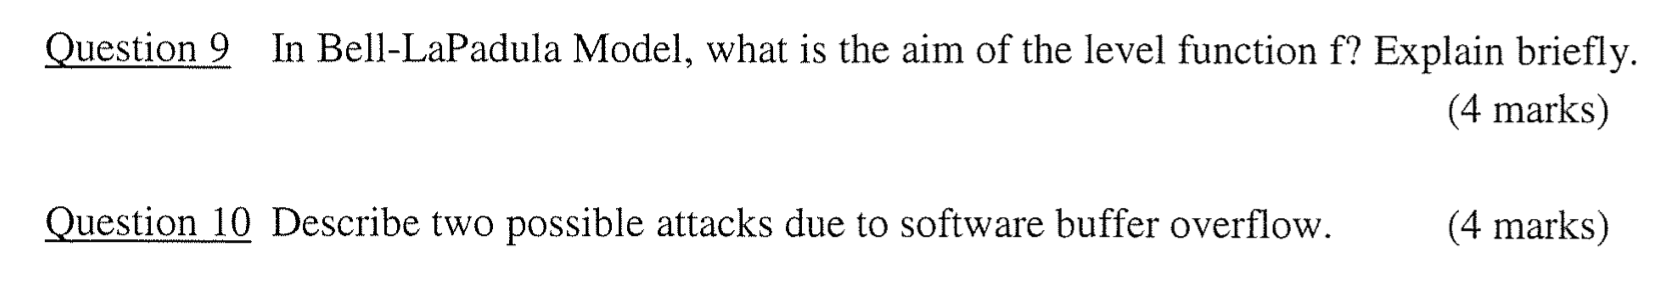 Question 9 In Bell-LaPadula Model, what is the aim of the level function f? Explain briefly.
(4 marks)
Question 10 Describe two possible attacks due to software buffer overflow. (4 marks)